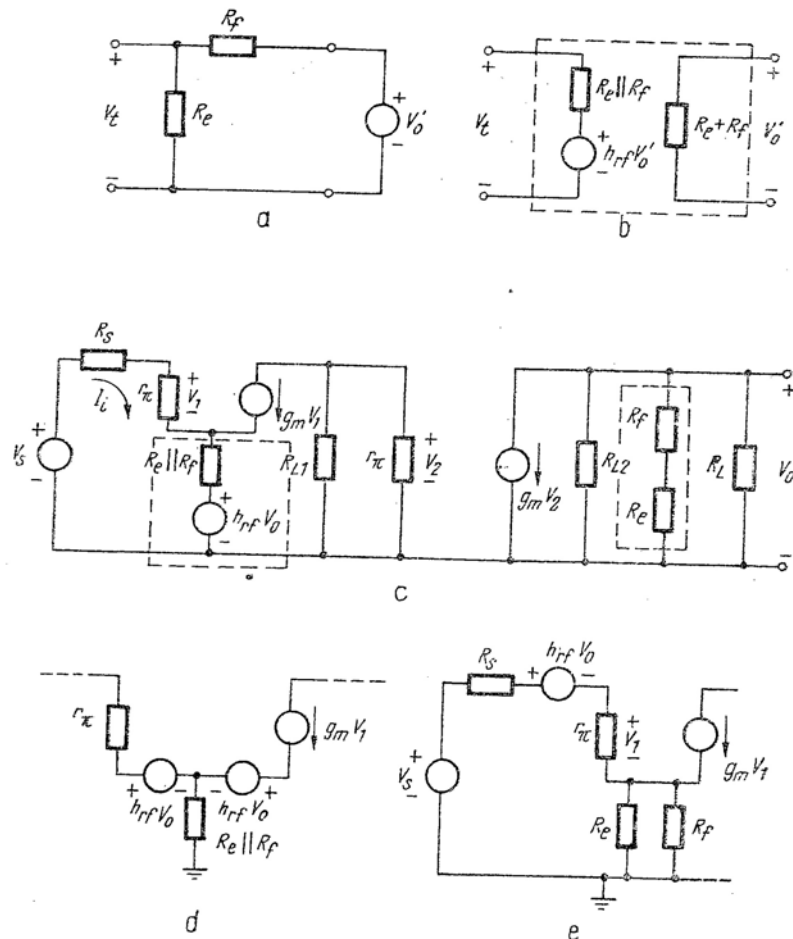 R_f
+ +
V_t R_e V_o'
- -
a
+ +
R_e||R_f
V_t R_e+R_f V_o'
+ h_rf V_o' -
- -
b
R_s
I_i r_π + V_1 - g_m V_1
+ V_s - R_e||R_f R_L1 r_π + V_2 -
+ h_rf V_o -
g_m V_2 R_L2 R_f R_e R_L + V_o -
c
r_π g_m V_1
+ - - +
h_rf V_o h_rf V_o
R_e||R_f
d
R_s + h_rf V_o -
r_π + V_1 - g_m V_1
+ V_s - R_e R_f
e